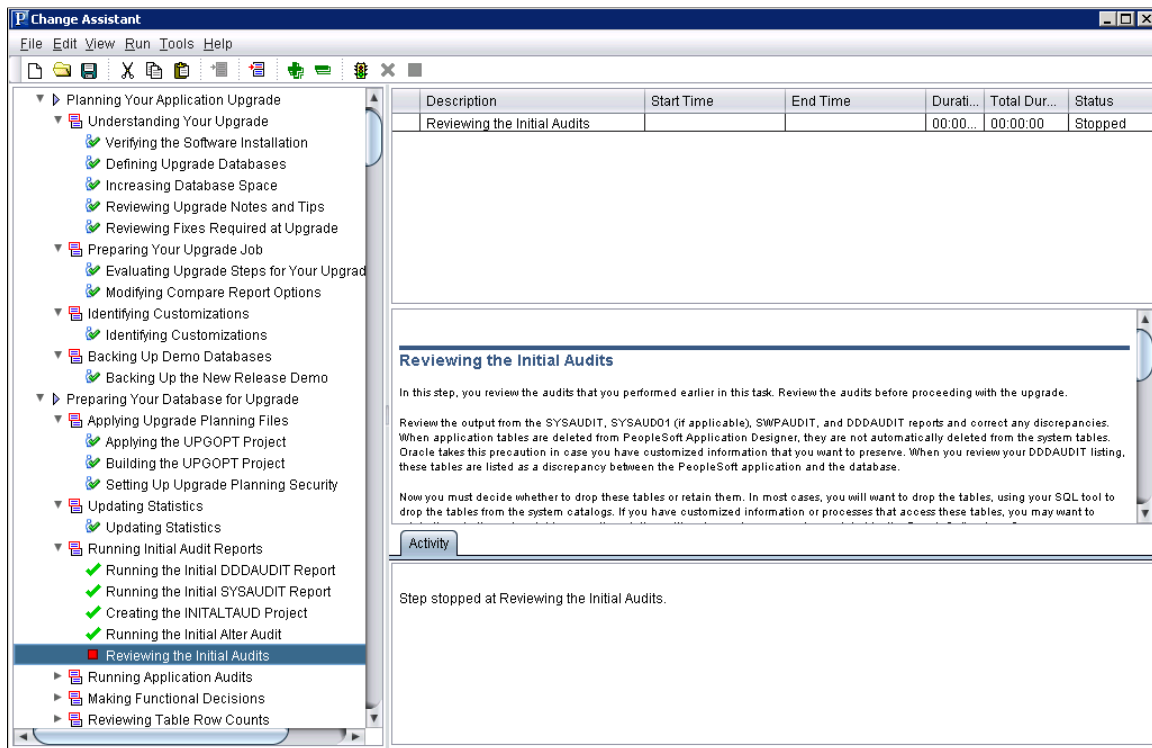 Change Assistant
File Edit View Run Tools Help
Planning Your Application Upgrade
Understanding Your Upgrade
Verifying the Software Installation
Defining Upgrade Databases
Increasing Database Space
Reviewing Upgrade Notes and Tips
Reviewing Fixes Required at Upgrade
Preparing Your Upgrade Job
Evaluating Upgrade Steps for Your Upgrad
Modifying Compare Report Options
Identifying Customizations
Identifying Customizations
Backing Up Demo Databases
Backing Up the New Release Demo
Preparing Your Database for Upgrade
Applying Upgrade Planning Files
Applying the UPGOPT Project
Building the UPGOPT Project
Setting Up Upgrade Planning Security
Updating Statistics
Updating Statistics
Running Initial Audit Reports
Running the Initial DDDAUDIT Report
Running the Initial SYSAUDIT Report
Creating the INITALTAUD Project
Running the Initial Alter Audit
Reviewing the Initial Audits
Running Application Audits
Making Functional Decisions
Reviewing Table Row Counts
Description Start Time End Time Durati... Total Dur... Status
Reviewing the Initial Audits 00:00... 00:00:00 Stopped
Reviewing the Initial Audits
In this step, you review the audits that you performed earlier in this task. Review the audits before proceeding with the upgrade.
Review the output from the SYSAUDIT, SYSAUD01 (if applicable), SWPAUDIT, and DDDAUDIT reports and correct any discrepancies.
When application tables are deleted from PeopleSoft Application Designer, they are not automatically deleted from the system tables.
Oracle takes this precaution in case you have customized information that you want to preserve. When you review your DDDAUDIT listing,
these tables are listed as a discrepancy between the PeopleSoft application and the database.
Now you must decide whether to drop these tables or retain them. In most cases, you will want to drop the tables, using your SQL tool to
drop the tables from the system catalogs. If you have customized information or processes that access these tables, you may want to
Activity
Step stopped at Reviewing the Initial Audits.